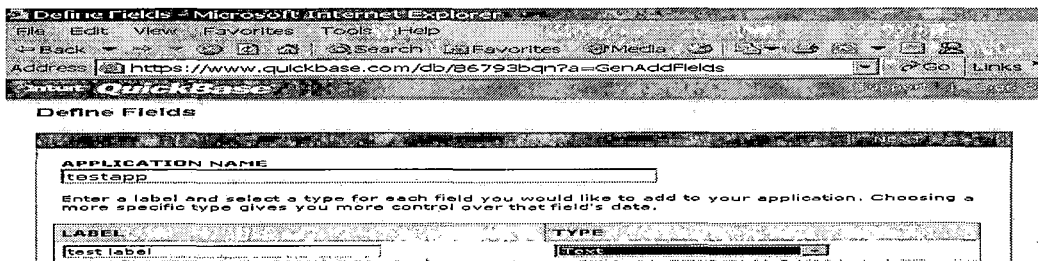 Define Fields - Microsoft Internet Explorer
File Edit View Favorites Tools Help
Back Search Favorites Media
Address https://www.quickbase.com/db/86793bqn?a=GenAddFields Go Links
QuickBase Support
Define Fields
APPLICATION NAME
testapp
Enter a label and select a type for each field you would like to add to your application. Choosing a
more specific type gives you more control over that field's data.
LABEL TYPE
test label Text